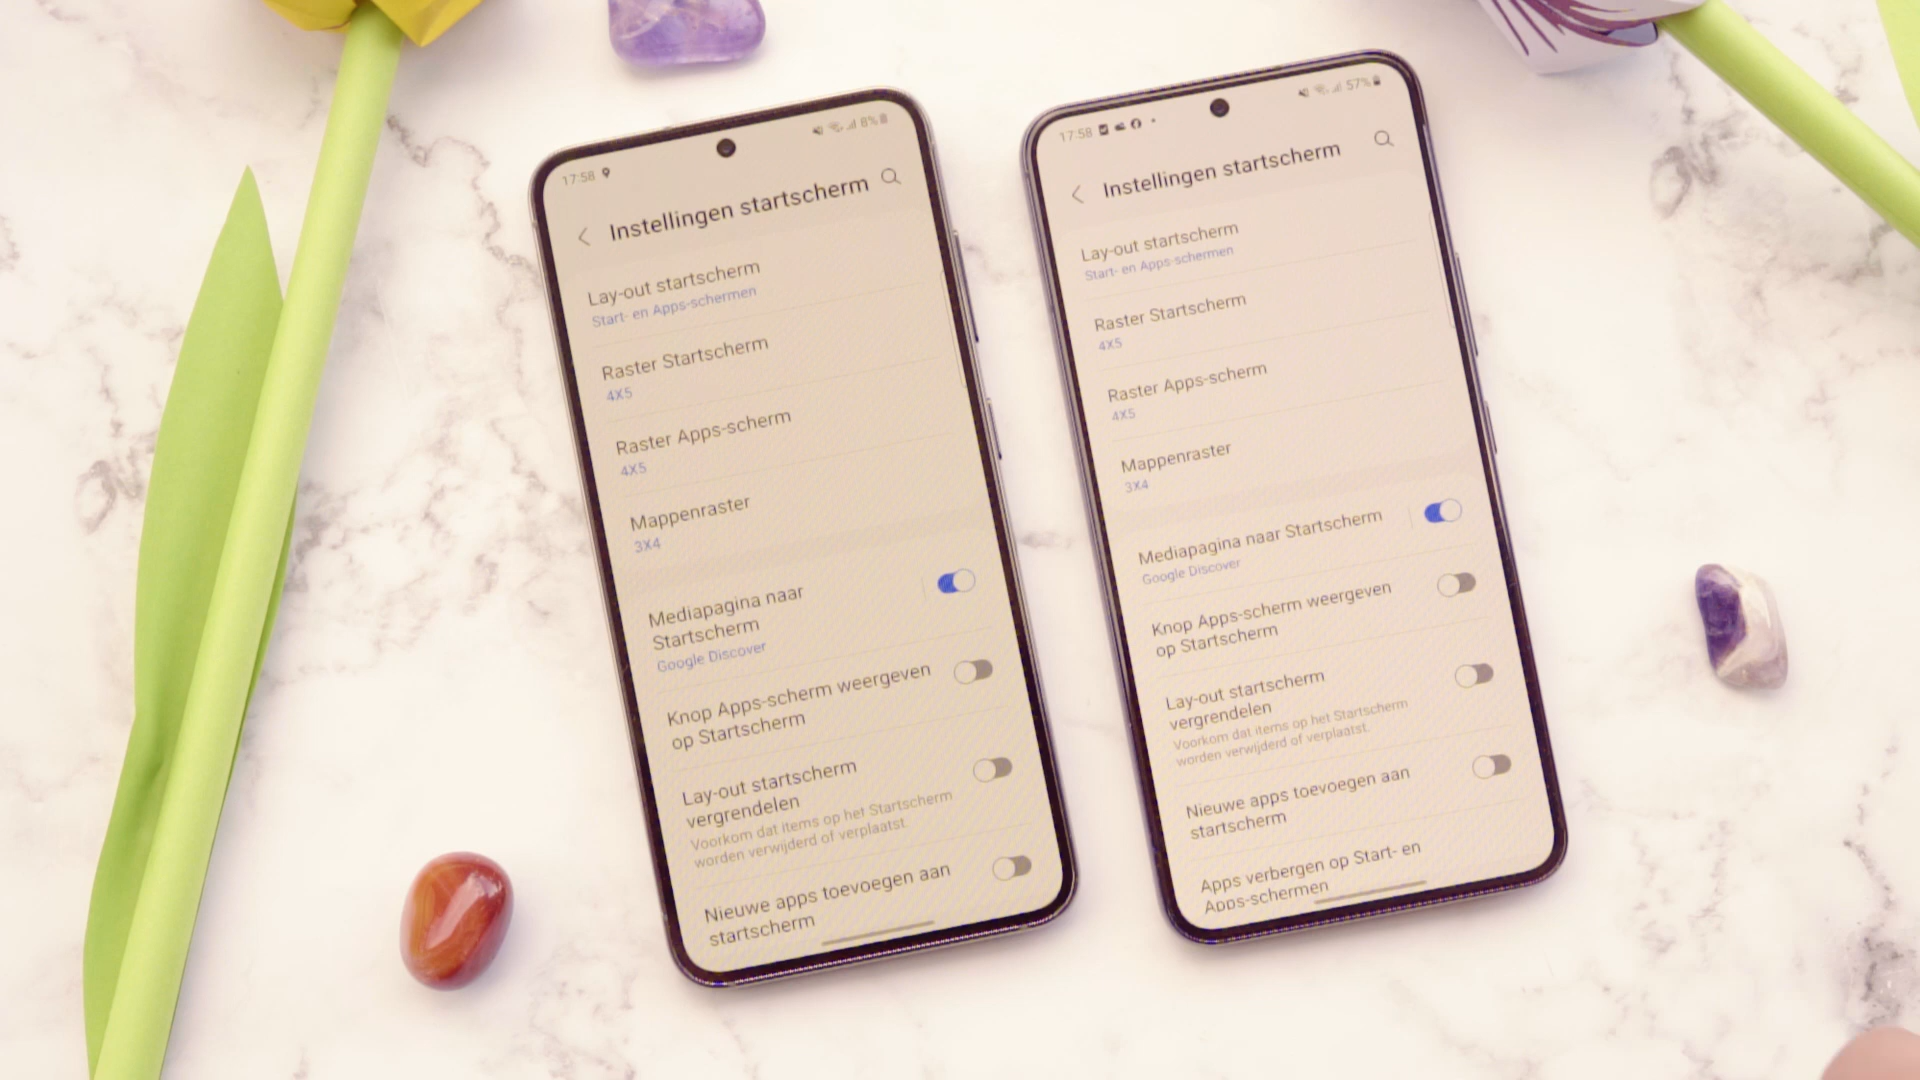 17:58
8%
Instellingen startscherm
Lay-out startscherm
Start- en Apps-schermen
Raster Startscherm
4X5
Raster Apps-scherm
4X5
Mappenraster
3X4
Mediapagina naar
Startscherm
Google Discover
Knop Apps-scherm weergeven
op Startscherm
Lay-out startscherm
vergrendelen
Voorkom dat items op het Startscherm
worden verwijderd of verplaatst.
Nieuwe apps toevoegen aan
startscherm
17:58
57%
Instellingen startscherm
Lay-out startscherm
Start- en Apps-schermen
Raster Startscherm
4X5
Raster Apps-scherm
4X5
Mappenraster
3X4
Mediapagina naar Startscherm
Google Discover
Knop Apps-scherm weergeven
op Startscherm
Lay-out startscherm
vergrendelen
Voorkom dat items op het Startscherm
worden verwijderd of verplaatst.
Nieuwe apps toevoegen aan
startscherm
Apps verbergen op Start- en
Apps-schermen